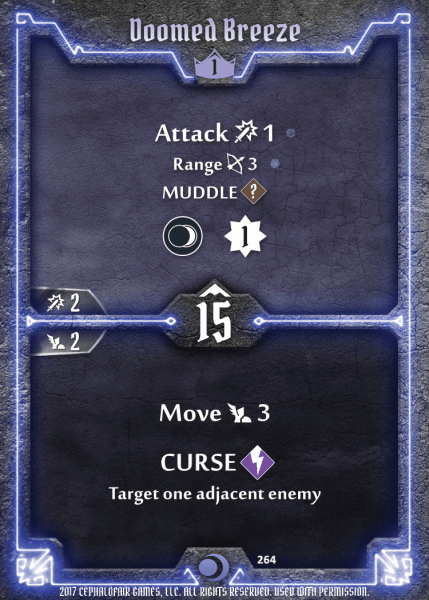 Doomed Breeze
1
Attack 1
Range 3
MUDDLE ?
1
2
15
2
Move 3
CURSE
Target one adjacent enemy
264
2017 CEPHALOFAIR GAMES, LLC. ALL RIGHTS RESERVED. USED WITH PERMISSION.